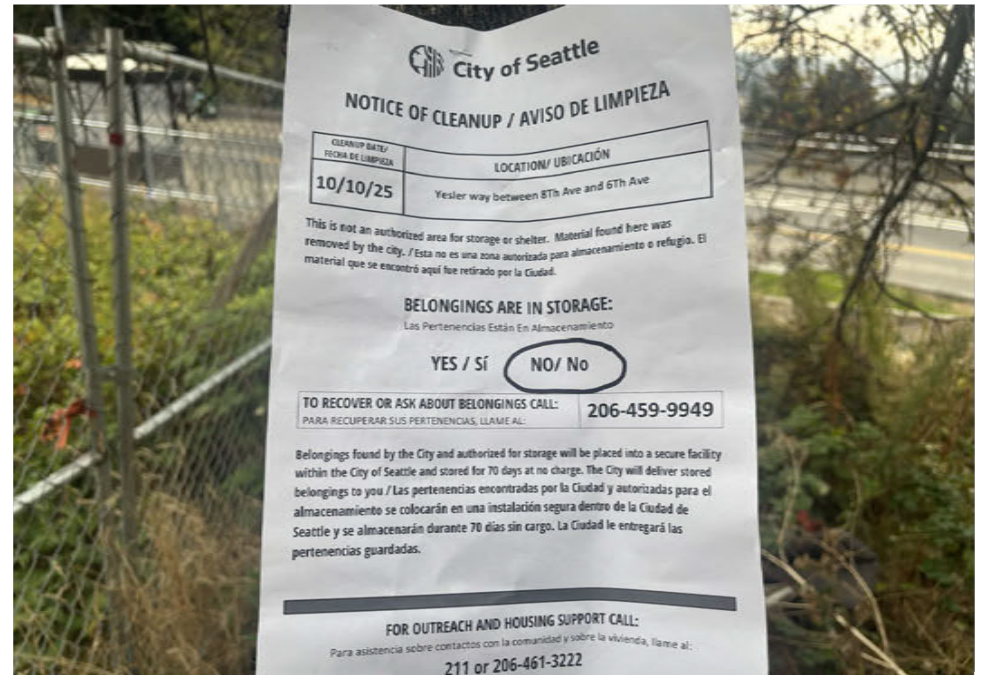 City of Seattle
NOTICE OF CLEANUP / AVISO DE LIMPIEZA
CLEANUP DATE/
FECHA DE LIMPIEZA
LOCATION/ UBICACIÓN
10/10/25
Yesler way between 8Th Ave and 6Th Ave
This is not an authorized area for storage or shelter. Material found here was
removed by the city. / Esta no es una zona autorizada para almacenamiento o refugio. El
material que se encontró aquí fue retirado por la Ciudad.
BELONGINGS ARE IN STORAGE:
Las Pertenencias Están En Almacenamiento
YES / SÍ NO/ No
TO RECOVER OR ASK ABOUT BELONGINGS CALL:
PARA RECUPERAR SUS PERTENENCIAS, LLAME AL:
206-459-9949
Belongings found by the City and authorized for storage will be placed into a secure facility
within the City of Seattle and stored for 70 days at no charge. The City will deliver stored
belongings to you / Las pertenencias encontradas por la Ciudad y autorizadas para el
almacenamiento se colocarán en una instalación segura dentro de la Ciudad de
Seattle y se almacenarán durante 70 días sin cargo. La Ciudad le entregará las
pertenencias guardadas.
FOR OUTREACH AND HOUSING SUPPORT CALL:
Para asistencia sobre contactos con la comunidad y sobre la vivienda, llame al:
211 or 206-461-3222